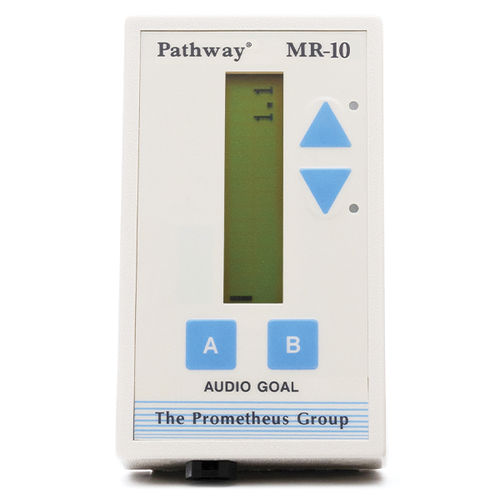 Pathway® MR-10
1.1
A B
AUDIO GOAL
The Prometheus Group